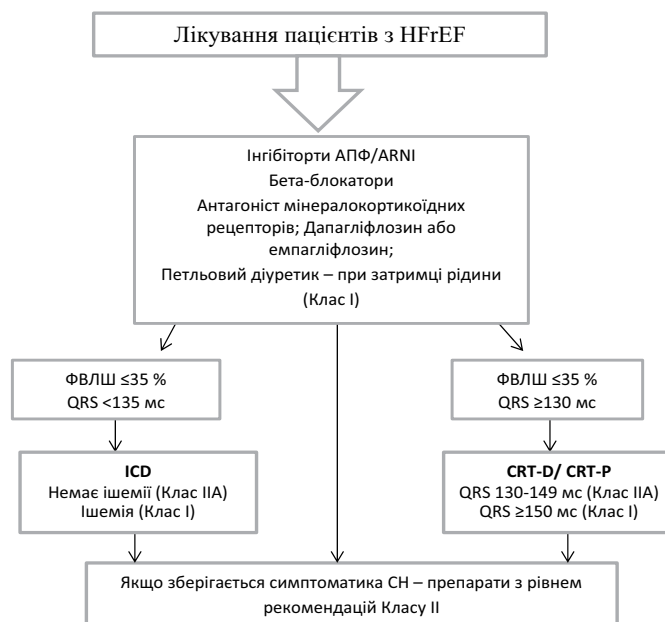 Лікування пацієнтів з HFrEF
Інгібіторти АПФ/ARNI
Бета-блокатори
Антагоніст мінералокортикоїдних
рецепторів; Дапагліфлозин або
емпагліфлозин;
Петльовий діуретик – при затримці рідини
(Клас I)
ФВЛШ ≤35 %
QRS <135 мс
ФВЛШ ≤35 %
QRS ≥130 мс
ICD
Немає ішемії (Клас IIA)
Ішемія (Клас I)
CRT-D/ CRT-P
QRS 130-149 мс (Клас IIA)
QRS ≥150 мс (Клас I)
Якщо зберігається симптоматика СН – препарати з рівнем
рекомендацій Класу II